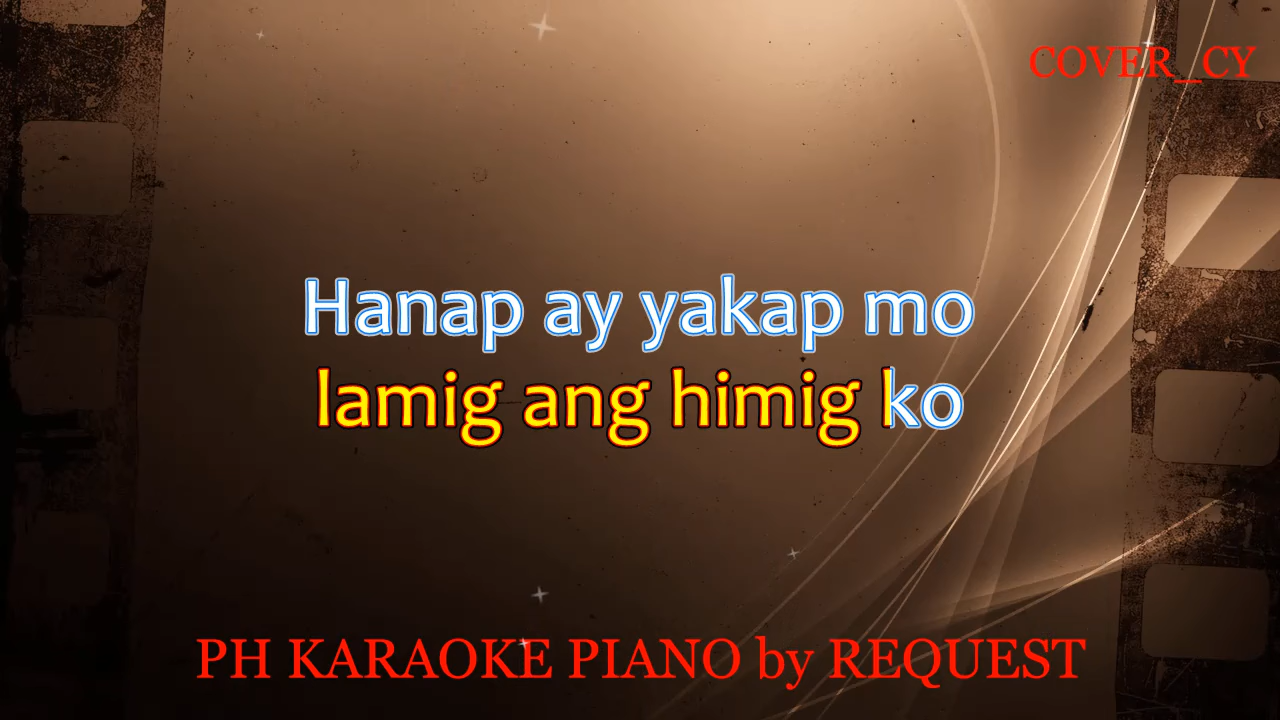 COVER_CY
Hanap ay yakap mo
lamig ang himig ko
PH KARAOKE PIANO by REQUEST